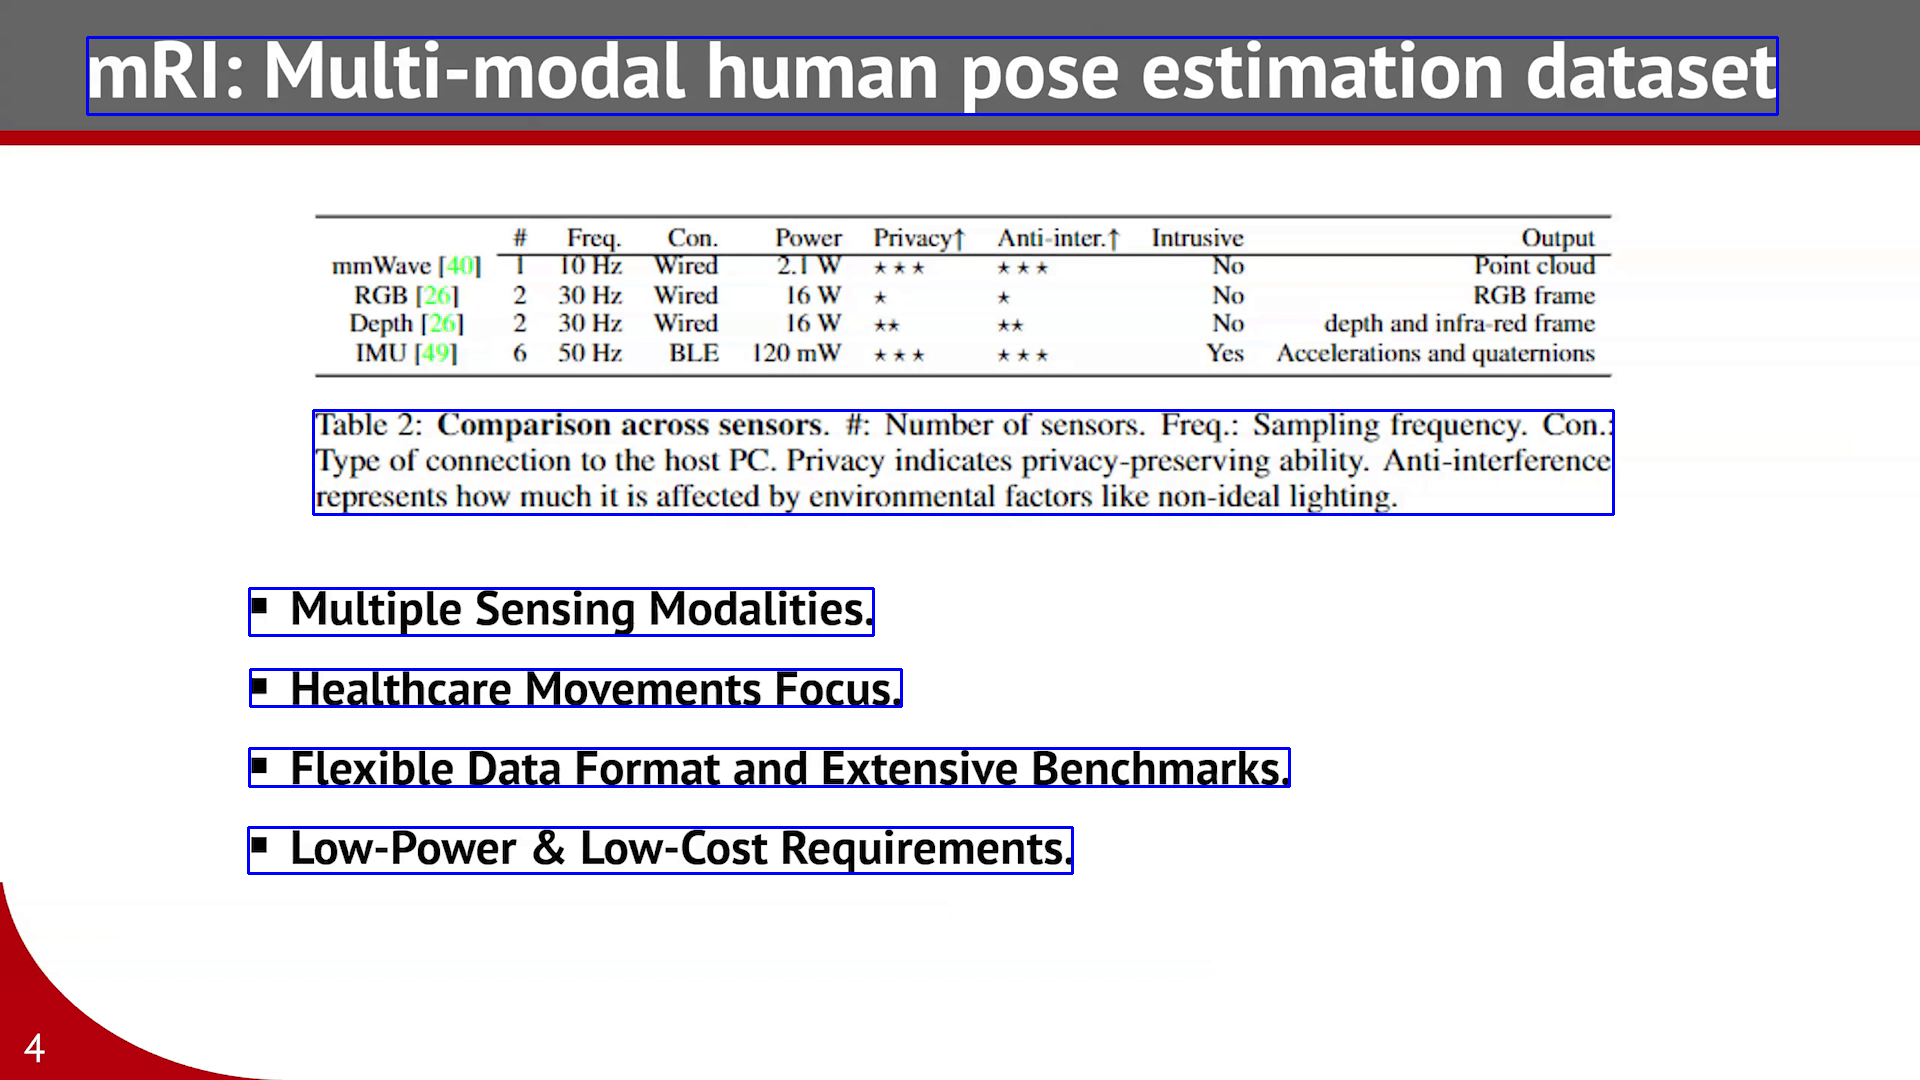 mRI: Multi-modal human pose estimation dataset
# Freq. Con. Power Privacy↑ Anti-inter.↑ Intrusive Output
mmWave [40] 1 10 Hz Wired 2.1 W ⋆⋆⋆ ⋆⋆⋆ No Point cloud
RGB [26] 2 30 Hz Wired 16 W ⋆ ⋆ No RGB frame
Depth [26] 2 30 Hz Wired 16 W ⋆⋆ ⋆⋆ No depth and infra-red frame
IMU [49] 6 50 Hz BLE 120 mW ⋆⋆⋆ ⋆⋆⋆ Yes Accelerations and quaternions
Table 2: Comparison across sensors. #: Number of sensors. Freq.: Sampling frequency. Con.:
Type of connection to the host PC. Privacy indicates privacy-preserving ability. Anti-interference
represents how much it is affected by environmental factors like non-ideal lighting.
▪ Multiple Sensing Modalities.
▪ Healthcare Movements Focus.
▪ Flexible Data Format and Extensive Benchmarks.
▪ Low-Power & Low-Cost Requirements.
4